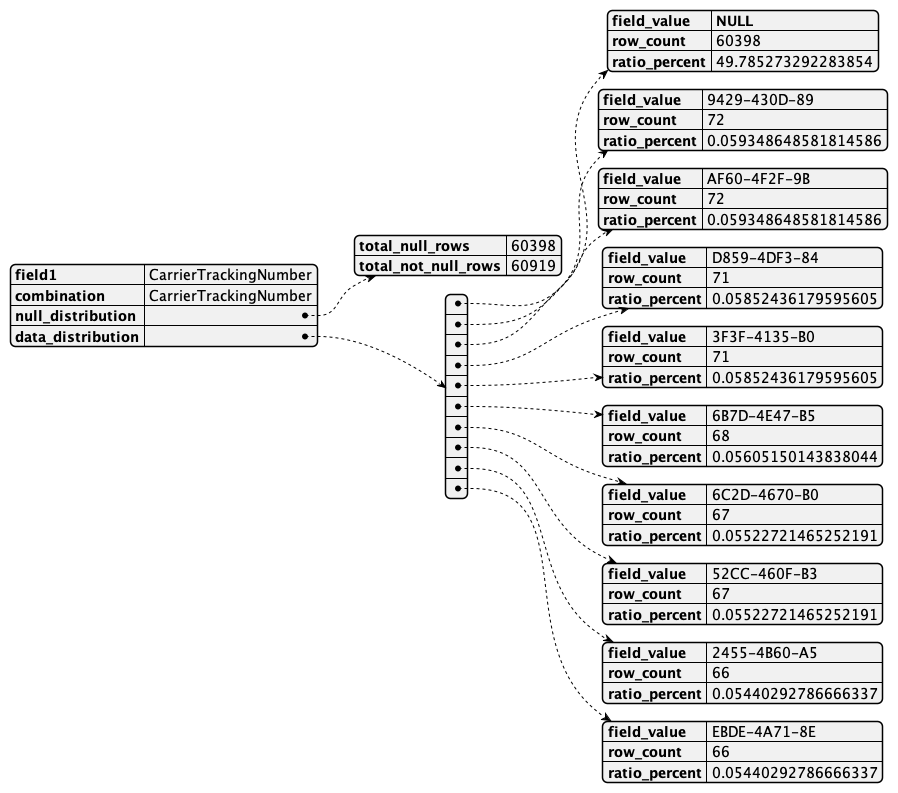 field1 CarrierTrackingNumber
combination CarrierTrackingNumber
null_distribution
data_distribution
total_null_rows 60398
total_not_null_rows 60919
field_value NULL
row_count 60398
ratio_percent 49.785273292283854
field_value 9429-430D-89
row_count 72
ratio_percent 0.059348648581814586
field_value AF60-4F2F-9B
row_count 72
ratio_percent 0.059348648581814586
field_value D859-4DF3-84
row_count 71
ratio_percent 0.05852436179595605
field_value 3F3F-4135-B0
row_count 71
ratio_percent 0.05852436179595605
field_value 6B7D-4E47-B5
row_count 68
ratio_percent 0.05605150143838044
field_value 6C2D-4670-B0
row_count 67
ratio_percent 0.05522721465252191
field_value 52CC-460F-B3
row_count 67
ratio_percent 0.05522721465252191
field_value 2455-4B60-A5
row_count 66
ratio_percent 0.05440292786666337
field_value EBDE-4A71-8E
row_count 66
ratio_percent 0.05440292786666337